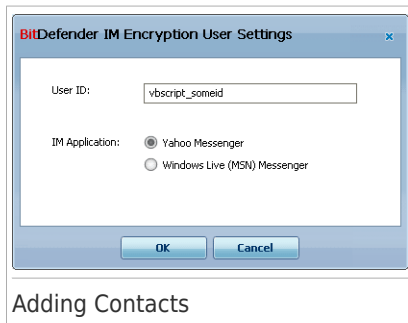 BitDefender IM Encryption User Settings
x
User ID:
vbscript_someid
IM Application:
Yahoo Messenger
Windows Live (MSN) Messenger
OK
Cancel
Adding Contacts